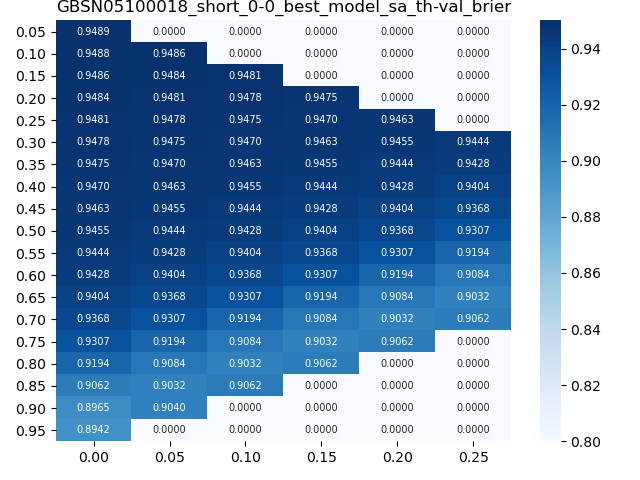 GBSN05100018_short_0-0_best_model_sa_th-val_brier
0.05 0.9489 0.0000 0.0000 0.0000 0.0000 0.0000
0.10 0.9488 0.9486 0.0000 0.0000 0.0000 0.0000
0.15 0.9486 0.9484 0.9481 0.0000 0.0000 0.0000
0.20 0.9484 0.9481 0.9478 0.9475 0.0000 0.0000
0.25 0.9481 0.9478 0.9475 0.9470 0.9463 0.0000
0.30 0.9478 0.9475 0.9470 0.9463 0.9455 0.9444
0.35 0.9475 0.9470 0.9463 0.9455 0.9444 0.9428
0.40 0.9470 0.9463 0.9455 0.9444 0.9428 0.9404
0.45 0.9463 0.9455 0.9444 0.9428 0.9404 0.9368
0.50 0.9455 0.9444 0.9428 0.9404 0.9368 0.9307
0.55 0.9444 0.9428 0.9404 0.9368 0.9307 0.9194
0.60 0.9428 0.9404 0.9368 0.9307 0.9194 0.9084
0.65 0.9404 0.9368 0.9307 0.9194 0.9084 0.9032
0.70 0.9368 0.9307 0.9194 0.9084 0.9032 0.9062
0.75 0.9307 0.9194 0.9084 0.9032 0.9062 0.0000
0.80 0.9194 0.9084 0.9032 0.9062 0.0000 0.0000
0.85 0.9062 0.9032 0.9062 0.0000 0.0000 0.0000
0.90 0.8965 0.9040 0.0000 0.0000 0.0000 0.0000
0.95 0.8942 0.0000 0.0000 0.0000 0.0000 0.0000
0.00 0.05 0.10 0.15 0.20 0.25
0.94
0.92
0.90
0.88
0.86
0.84
0.82
0.80